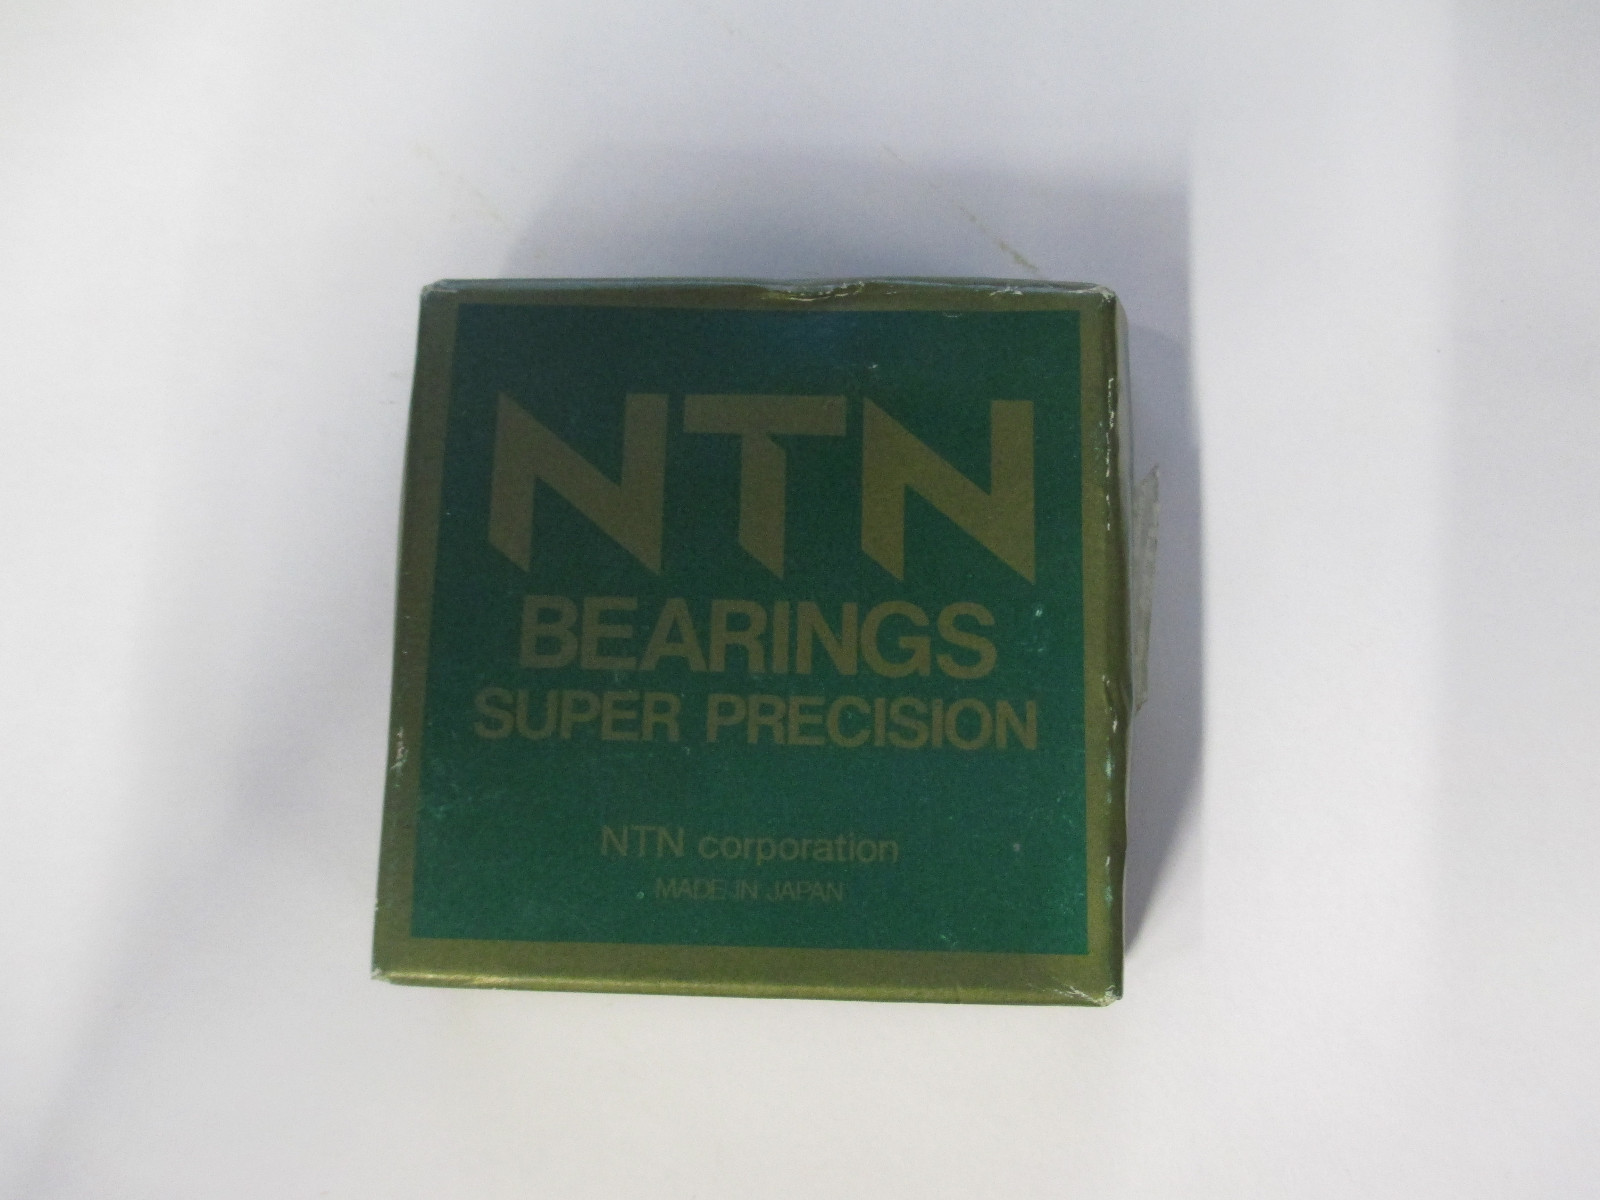 NTN
BEARINGS
SUPER PRECISION
NTN corporation
MADE IN JAPAN